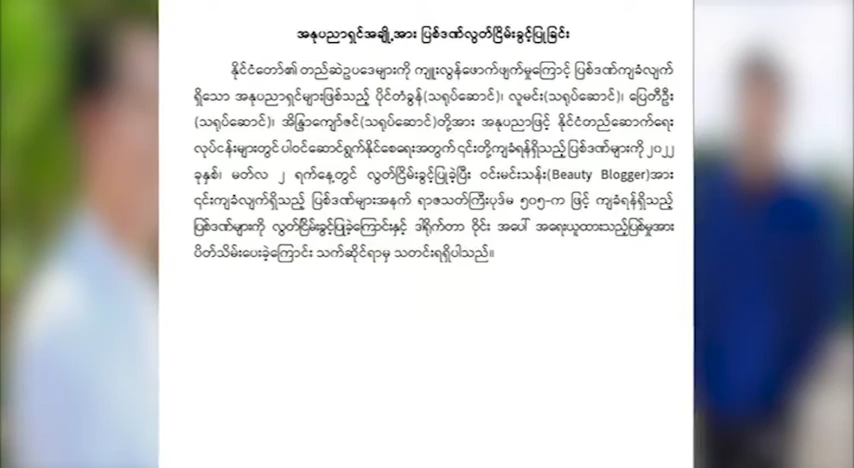 အနုပညာရှင်အချို့အား ပြစ်ဒဏ်လွတ်ငြိမ်းခွင့်ပြုခြင်း
နိုင်ငံတော်၏ တည်ဆဲဥပဒေများကို ကျူးလွန်ဖောက်ဖျက်မှုကြောင့် ပြစ်ဒဏ်ကျခံလျက်
ရှိသော အနုပညာရှင်များဖြစ်သည့် ပိုင်တံခွန်(သရုပ်ဆောင်)၊ လူမင်း(သရုပ်ဆောင်)၊ ပြေတီဦး
(သရုပ်ဆောင်)၊ အိန္ဒြာကျော်ဇင်(သရုပ်ဆောင်)တို့အား အနုပညာဖြင့် နိုင်ငံတည်ဆောက်ရေး
လုပ်ငန်းများတွင် ပါဝင်ဆောင်ရွက်နိုင်စေရေးအတွက် ၎င်းတို့ကျခံရန်ရှိသည့် ပြစ်ဒဏ်များကို ၂၀၂၂
ခုနှစ်၊ မတ်လ ၂ ရက်နေ့တွင် လွတ်ငြိမ်းခွင့်ပြုခဲ့ပြီး ဝင်းမင်းသန်း(Beauty Blogger)အား
၎င်းကျခံလျက်ရှိသည့် ပြစ်ဒဏ်များအနက် ရာဇသတ်ကြီးပုဒ်မ ၅၀၅-က ဖြင့် ကျခံရန်ရှိသည့်
ပြစ်ဒဏ်များကို လွတ်ငြိမ်းခွင့်ပြုခဲ့ကြောင်းနှင့် ဒါရိုက်တာ ဝိုင်း အပေါ် အရေးယူထားသည့်ပြစ်မှုအား
ပိတ်သိမ်းပေးခဲ့ကြောင်း သက်ဆိုင်ရာမှ သတင်းရရှိပါသည်။